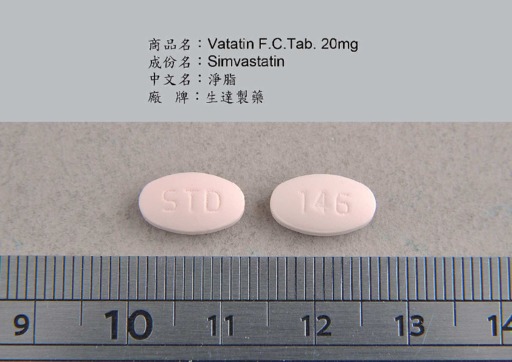 商品名：Vatatin F.C.Tab. 20mg
成份名：Simvastatin
中文名：淨脂
廠　牌：生達製藥
STD 146
9 10 11 12 13 14